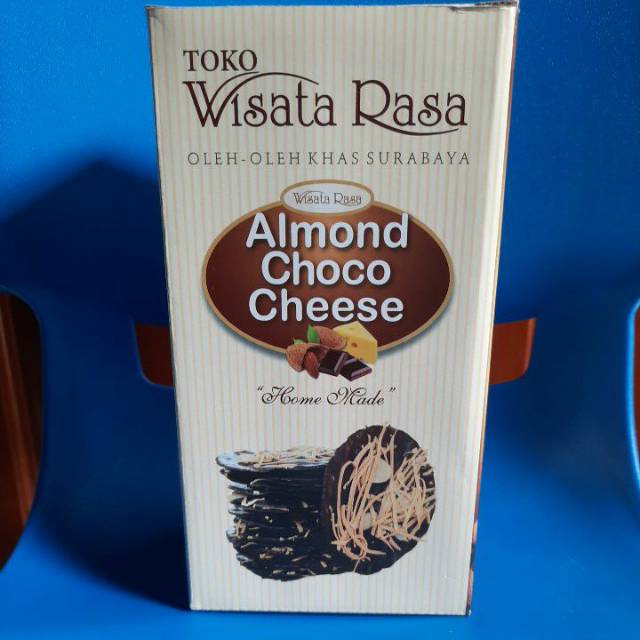 TOKO
Wisata Rasa
OLEH-OLEH KHAS SURABAYA
Wisata Rasa
Almond
Choco
Cheese
"Home Made"